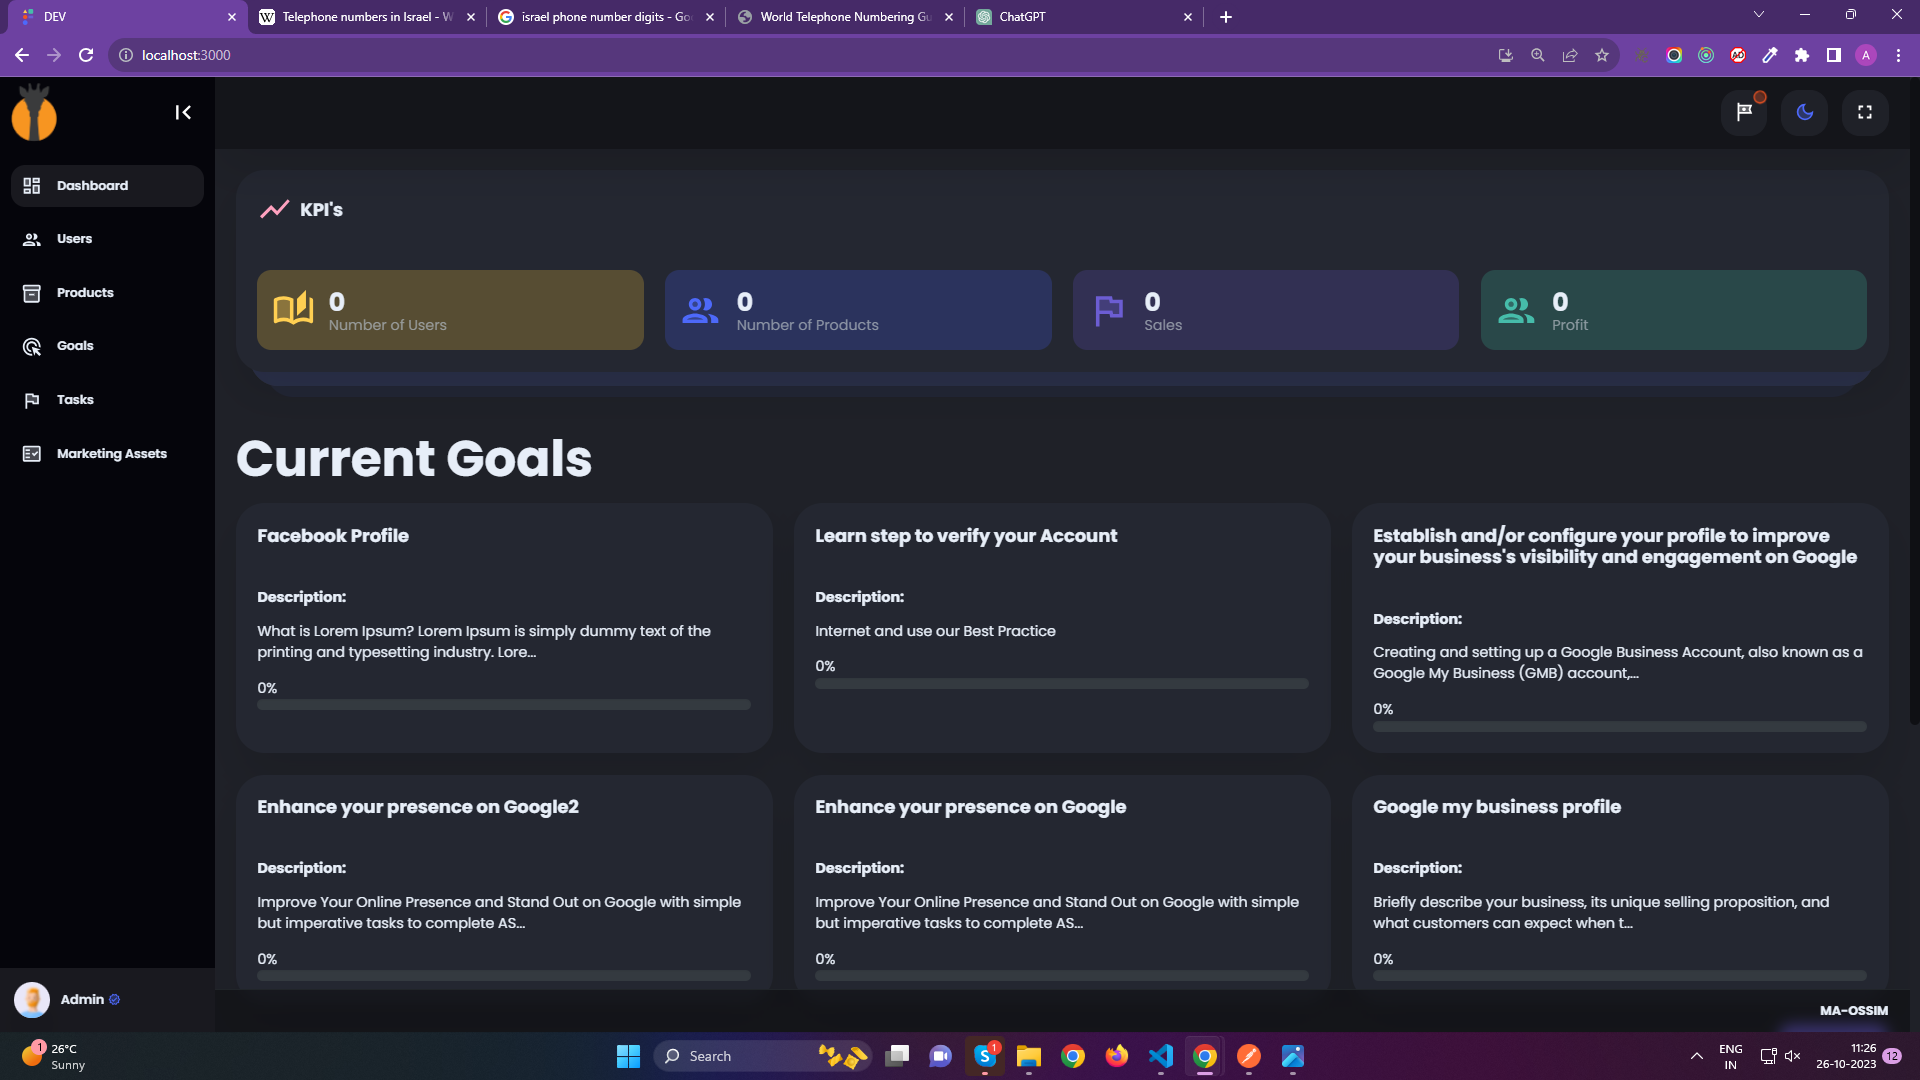 DEV
Telephone numbers in Israel - W
israel phone number digits - Goo
World Telephone Numbering Gu
ChatGPT
localhost:3000
A
Dashboard
Users
Products
Goals
Tasks
Marketing Assets
KPI's
0
Number of Users
0
Number of Products
0
Sales
0
Profit
Current Goals
Facebook Profile
Description:
What is Lorem Ipsum? Lorem Ipsum is simply dummy text of the
printing and typesetting industry. Lore...
0%
Learn step to verify your Account
Description:
Internet and use our Best Practice
0%
Establish and/or configure your profile to improve
your business's visibility and engagement on Google
Description:
Creating and setting up a Google Business Account, also known as a
Google My Business (GMB) account,...
0%
Enhance your presence on Google2
Description:
Improve Your Online Presence and Stand Out on Google with simple
but imperative tasks to complete AS...
0%
Enhance your presence on Google
Description:
Improve Your Online Presence and Stand Out on Google with simple
but imperative tasks to complete AS...
0%
Google my business profile
Description:
Briefly describe your business, its unique selling proposition, and
what customers can expect when t...
0%
Admin
MA-OSSIM
1
26°C
Sunny
Search
1
ENG
IN
11:26
26-10-2023
12